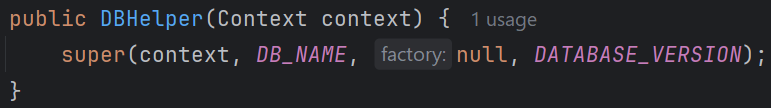 public DBHelper(Context context) { 1 usage
super(context, DB_NAME, factory: null, DATABASE_VERSION);
}